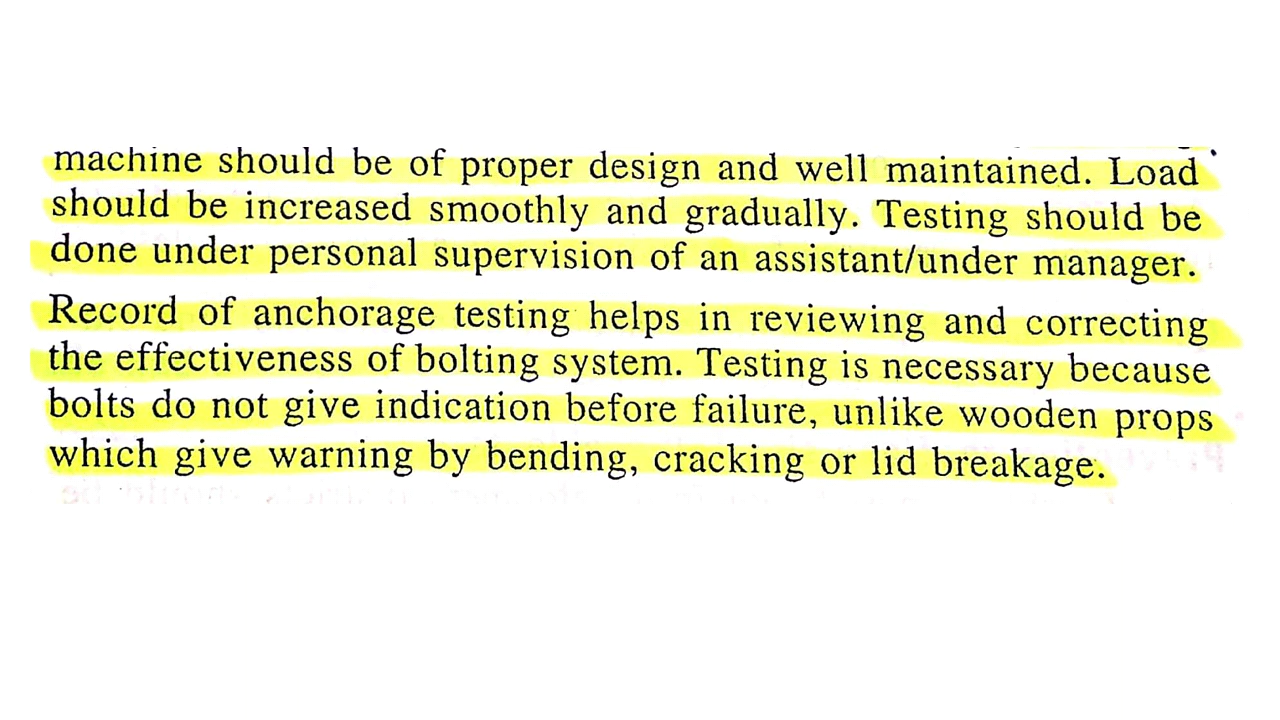 machine should be of proper design and well maintained. Load
should be increased smoothly and gradually. Testing should be
done under personal supervision of an assistant/under manager.
Record of anchorage testing helps in reviewing and correcting
the effectiveness of bolting system. Testing is necessary because
bolts do not give indication before failure, unlike wooden props
which give warning by bending, cracking or lid breakage.